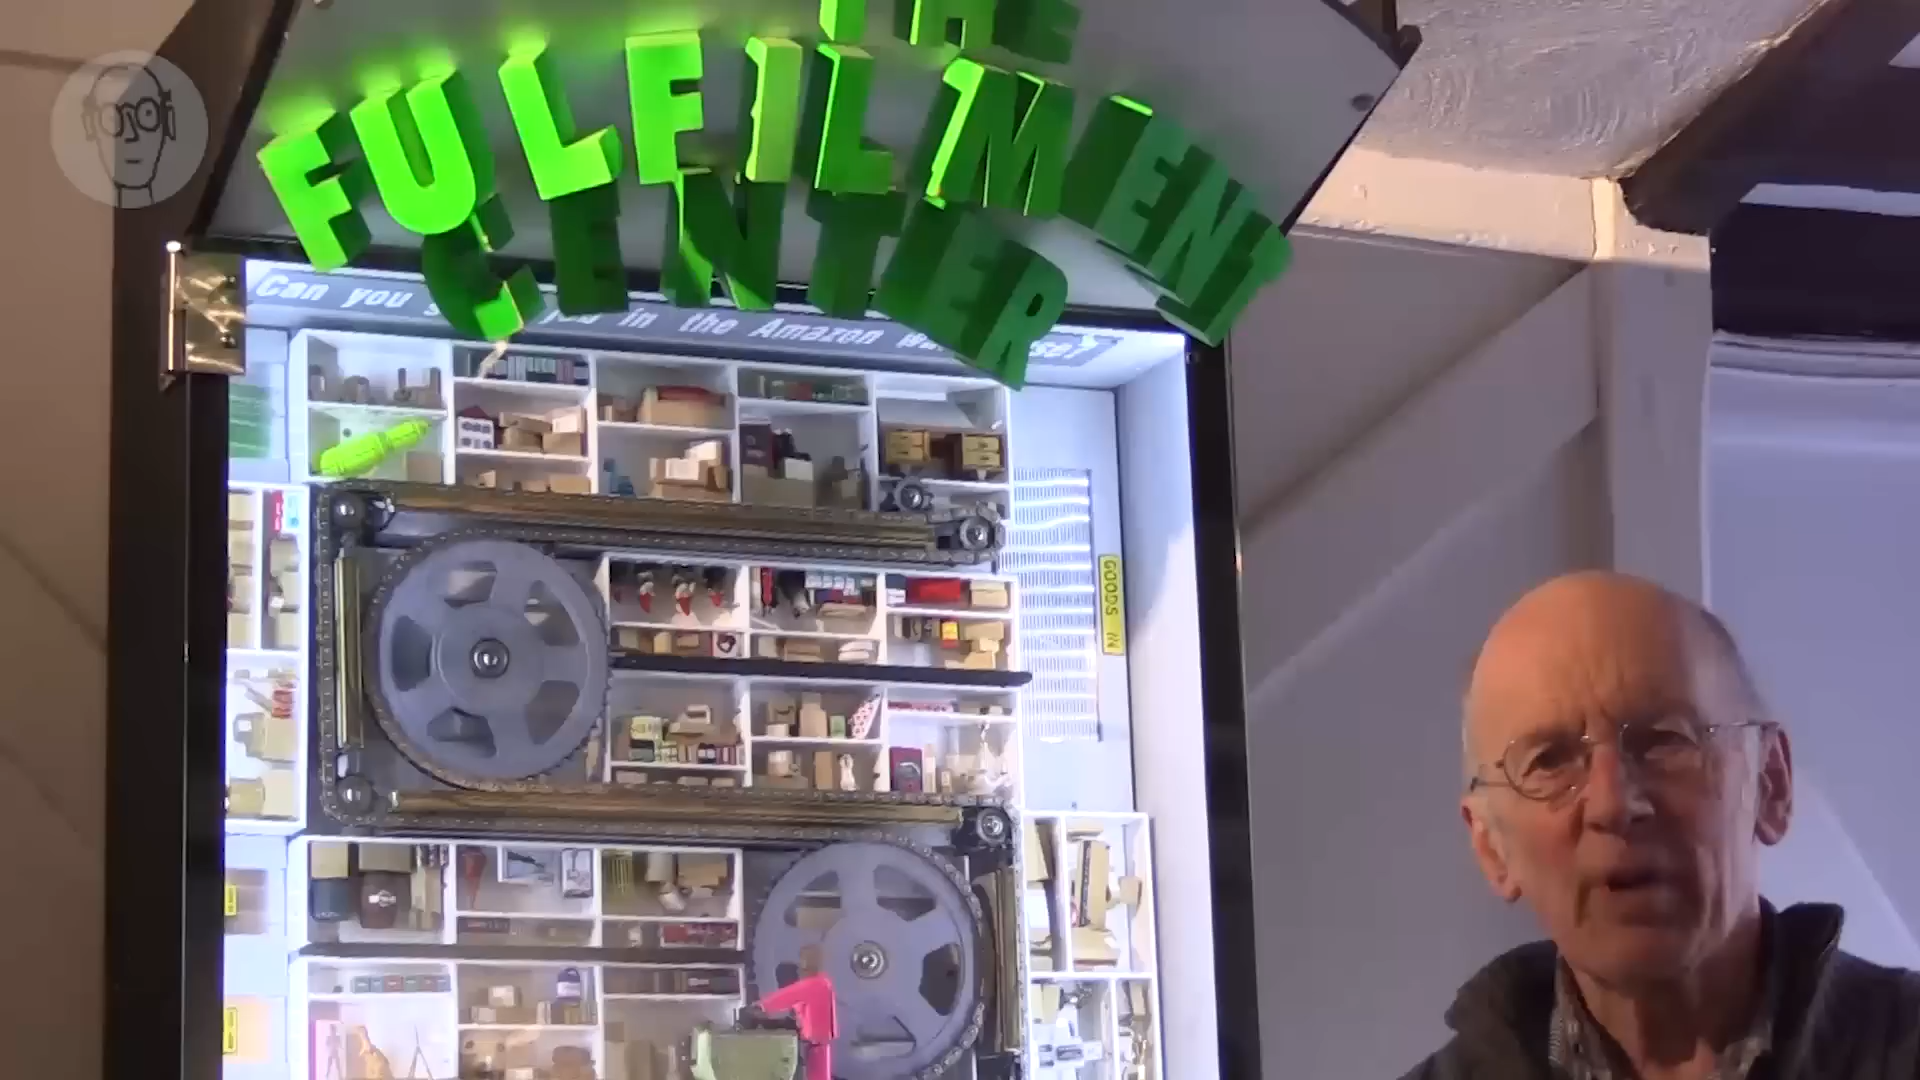 THE
FULFILMENT
CENTER
Can you in the Amazon
GOODS IN